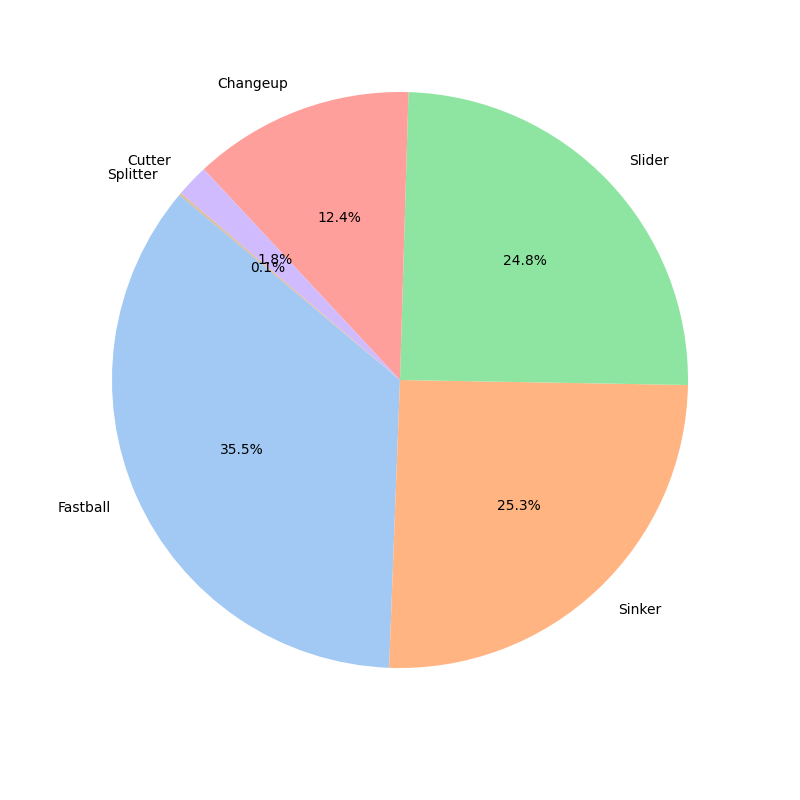 Changeup
Cutter
Slider
Splitter
12.4%
24.8%
1.8%
0.1%
35.5%
Fastball
25.3%
Sinker